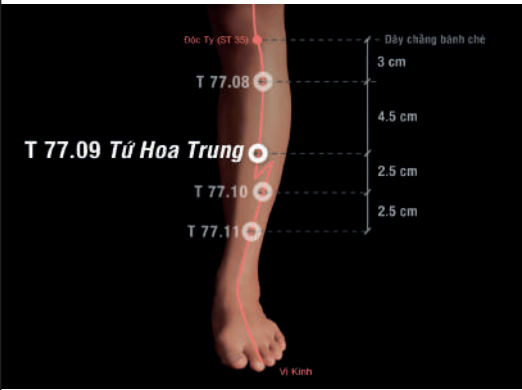 Độc Tỵ (ST 35)
Dây chằng bánh chè
3 cm
T 77.08
4.5 cm
T 77.09 Tứ Hoa Trung
2.5 cm
T 77.10
2.5 cm
T 77.11
Vị Kinh